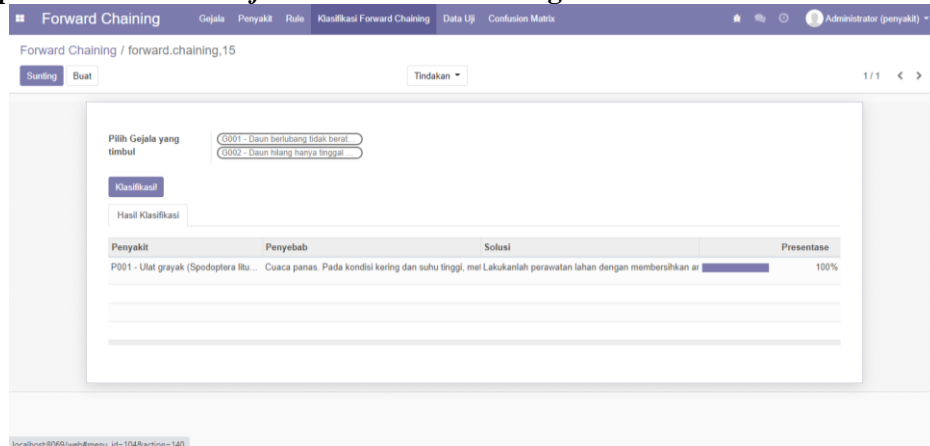 Forward Chaining Gejala Penyakit Rule Klasifikasi Forward Chaining Data Uji Confusion Matrix Administrator (penyakit)
Forward Chaining / forward.chaining,15
Sunting Buat Tindakan 1 / 1
Pilih Gejala yang timbul
G001 - Daun berlubang tidak berat...
G002 - Daun hilang hanya tinggal ...
Klasifikasi!
Hasil Klasifikasi
Penyakit Penyebab Solusi Presentase
P001 - Ulat grayak (Spodoptera litu... Cuaca panas. Pada kondisi kering dan suhu tinggi, met Lakukanlah perawatan lahan dengan membersihkan ar 100%
localhost:8069/web#menu_id=104&action=140